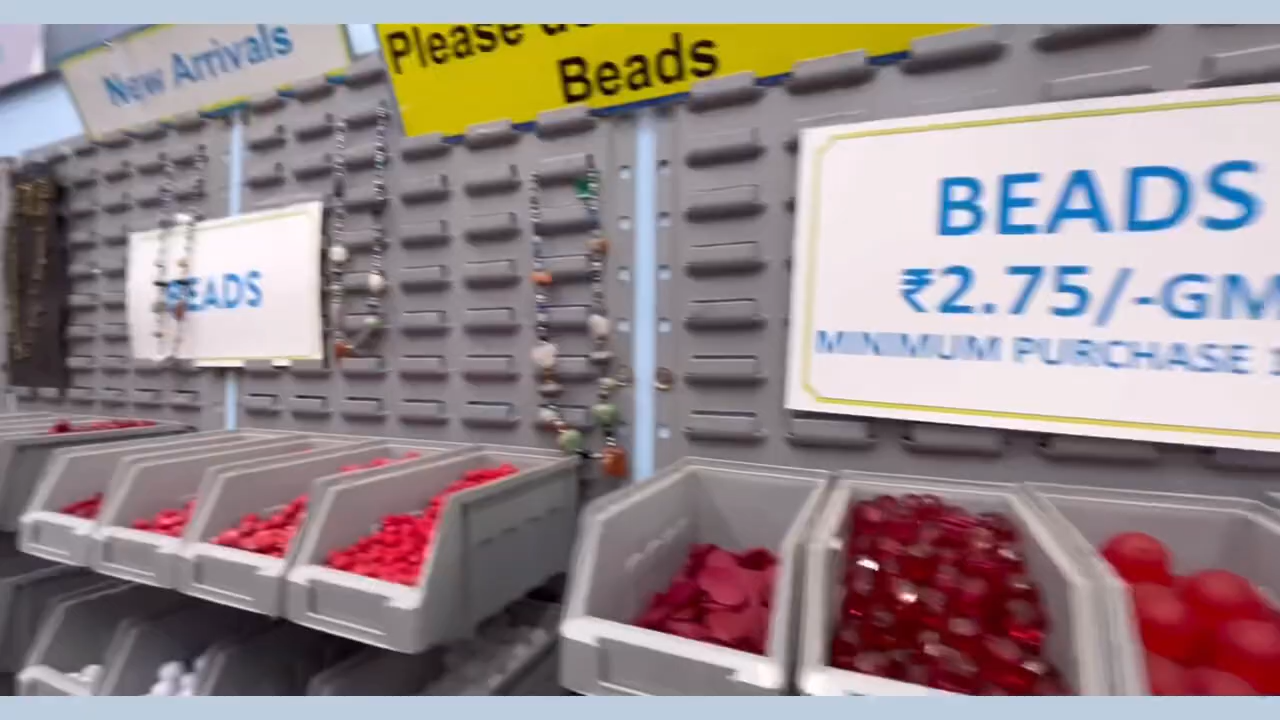 New Arrivals
Please
Beads
BEADS
BEADS
₹2.75/-GM
MINIMUM PURCHASE